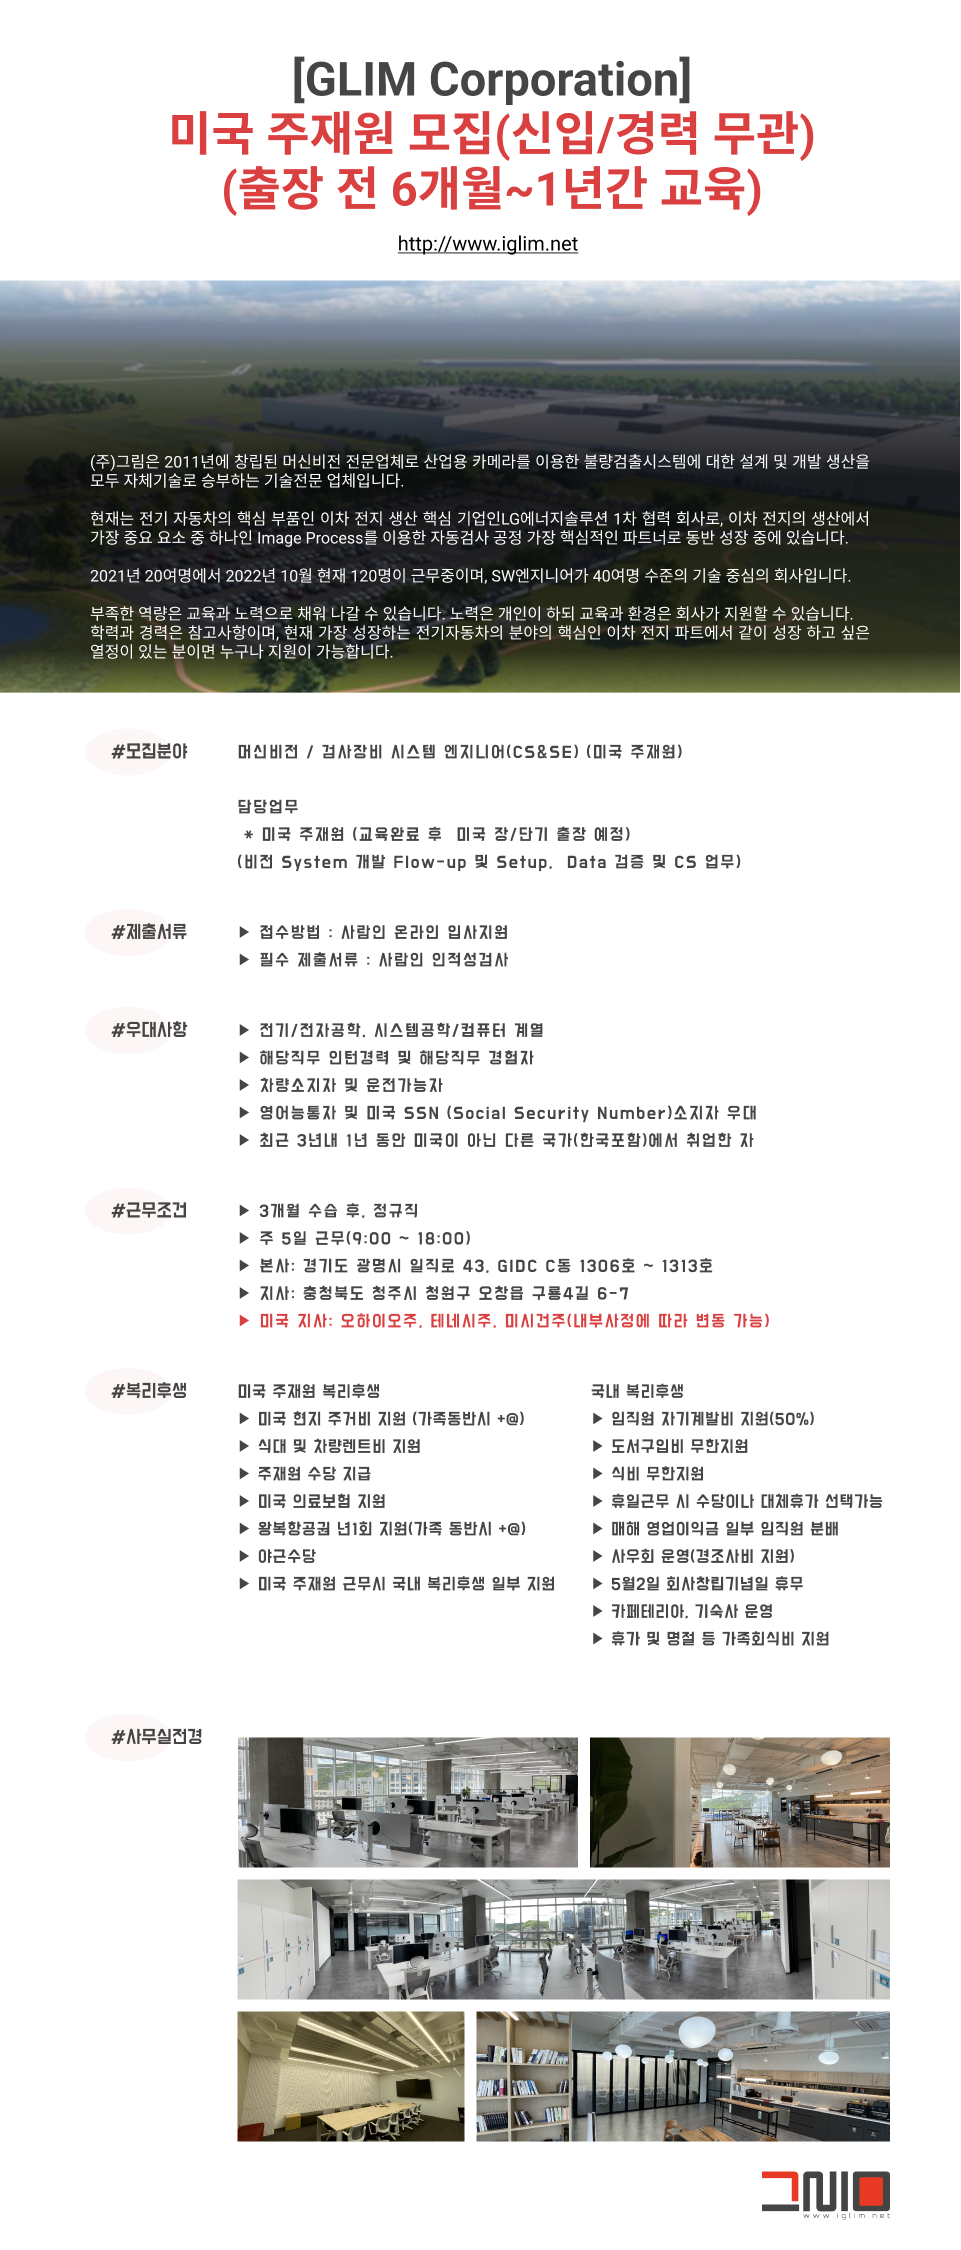 [GLIM Corporation]
미국 주재원 모집(신입/경력 무관)
(출장 전 6개월~1년간 교육)
http://www.iglim.net
(주)그림은 2011년에 창립된 머신비전 전문업체로 산업용 카메라를 이용한 불량검출시스템에 대한 설계 및 개발 생산을
모두 자체기술로 승부하는 기술전문 업체입니다.
현재는 전기 자동차의 핵심 부품인 이차 전지 생산 핵심 기업인LG에너지솔루션 1차 협력 회사로, 이차 전지의 생산에서
가장 중요 요소 중 하나인 Image Process를 이용한 자동검사 공정 가장 핵심적인 파트너로 동반 성장 중에 있습니다.
2021년 20여명에서 2022년 10월 현재 120명이 근무중이며, SW엔지니어가 40여명 수준의 기술 중심의 회사입니다.
부족한 역량은 교육과 노력으로 채워 나갈 수 있습니다. 노력은 개인이 하되 교육과 환경은 회사가 지원할 수 있습니다.
학력과 경력은 참고사항이며, 현재 가장 성장하는 전기자동차의 분야의 핵심인 이차 전지 파트에서 같이 성장 하고 싶은
열정이 있는 분이면 누구나 지원이 가능합니다.
#모집분야
머신비전 / 검사장비 시스템 엔지니어(CS&SE) (미국 주재원)
담당업무
* 미국 주재원 (교육완료 후 미국 장/단기 출장 예정)
(비전 System 개발 Flow-up 및 Setup, Data 검증 및 CS 업무)
#제출서류
▶ 접수방법 : 사람인 온라인 입사지원
▶ 필수 제출서류 : 사람인 인적성검사
#우대사항
▶ 전기/전자공학, 시스템공학/컴퓨터 계열
▶ 해당직무 인턴경력 및 해당직무 경험자
▶ 차량소지자 및 운전가능자
▶ 영어능통자 및 미국 SSN (Social Security Number)소지자 우대
▶ 최근 3년내 1년 동안 미국이 아닌 다른 국가(한국포함)에서 취업한 자
#근무조건
▶ 3개월 수습 후, 정규직
▶ 주 5일 근무(9:00 ~ 18:00)
▶ 본사: 경기도 광명시 일직로 43, GIDC C동 1306호 ~ 1313호
▶ 지사: 충청북도 청주시 청원구 오창읍 구룡4길 6-7
▶ 미국 지사: 오하이오주, 테네시주, 미시건주(내부사정에 따라 변동 가능)
#복리후생
미국 주재원 복리후생
▶ 미국 현지 주거비 지원 (가족동반시 +@)
▶ 식대 및 차량렌트비 지원
▶ 주재원 수당 지급
▶ 미국 의료보험 지원
▶ 왕복항공권 년1회 지원(가족 동반시 +@)
▶ 야근수당
▶ 미국 주재원 근무시 국내 복리후생 일부 지원
국내 복리후생
▶ 임직원 자기계발비 지원(50%)
▶ 도서구입비 무한지원
▶ 식비 무한지원
▶ 휴일근무 시 수당이나 대체휴가 선택가능
▶ 매해 영업이익금 일부 임직원 분배
▶ 사우회 운영(경조사비 지원)
▶ 5월2일 회사창립기념일 휴무
▶ 카페테리아, 기숙사 운영
▶ 휴가 및 명절 등 가족회식비 지원
#사무실전경
그림
www.iglim.net